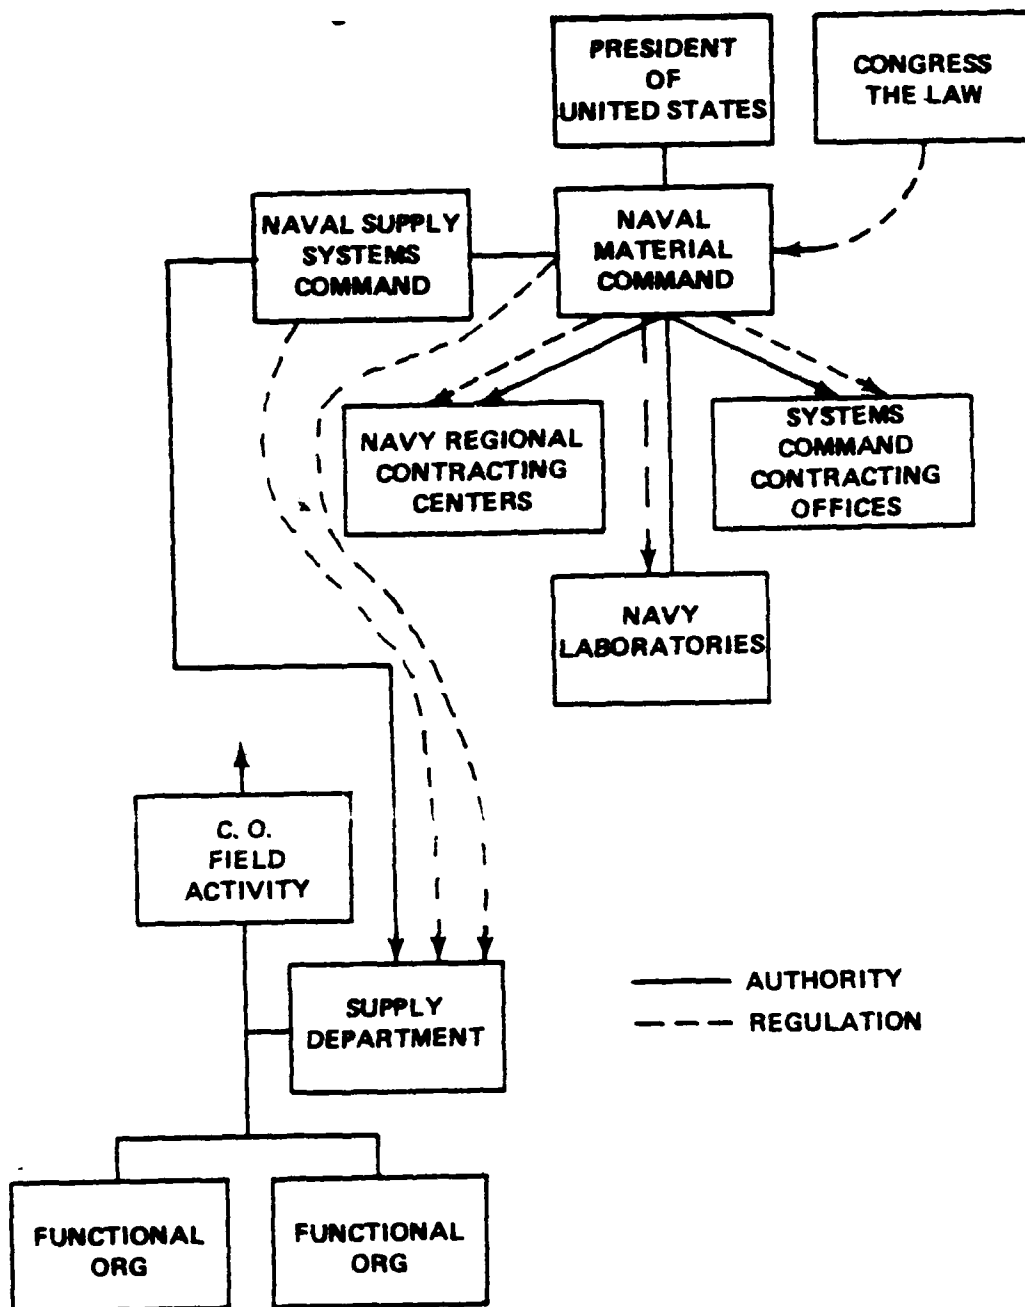 PRESIDENT
OF
UNITED STATES
CONGRESS
THE LAW
NAVAL SUPPLY
SYSTEMS
COMMAND
NAVAL
MATERIAL
COMMAND
NAVY REGIONAL
CONTRACTING
CENTERS
SYSTEMS
COMMAND
CONTRACTING
OFFICES
NAVY
LABORATORIES
C. O.
FIELD
ACTIVITY
SUPPLY
DEPARTMENT
AUTHORITY
REGULATION
FUNCTIONAL
ORG
FUNCTIONAL
ORG